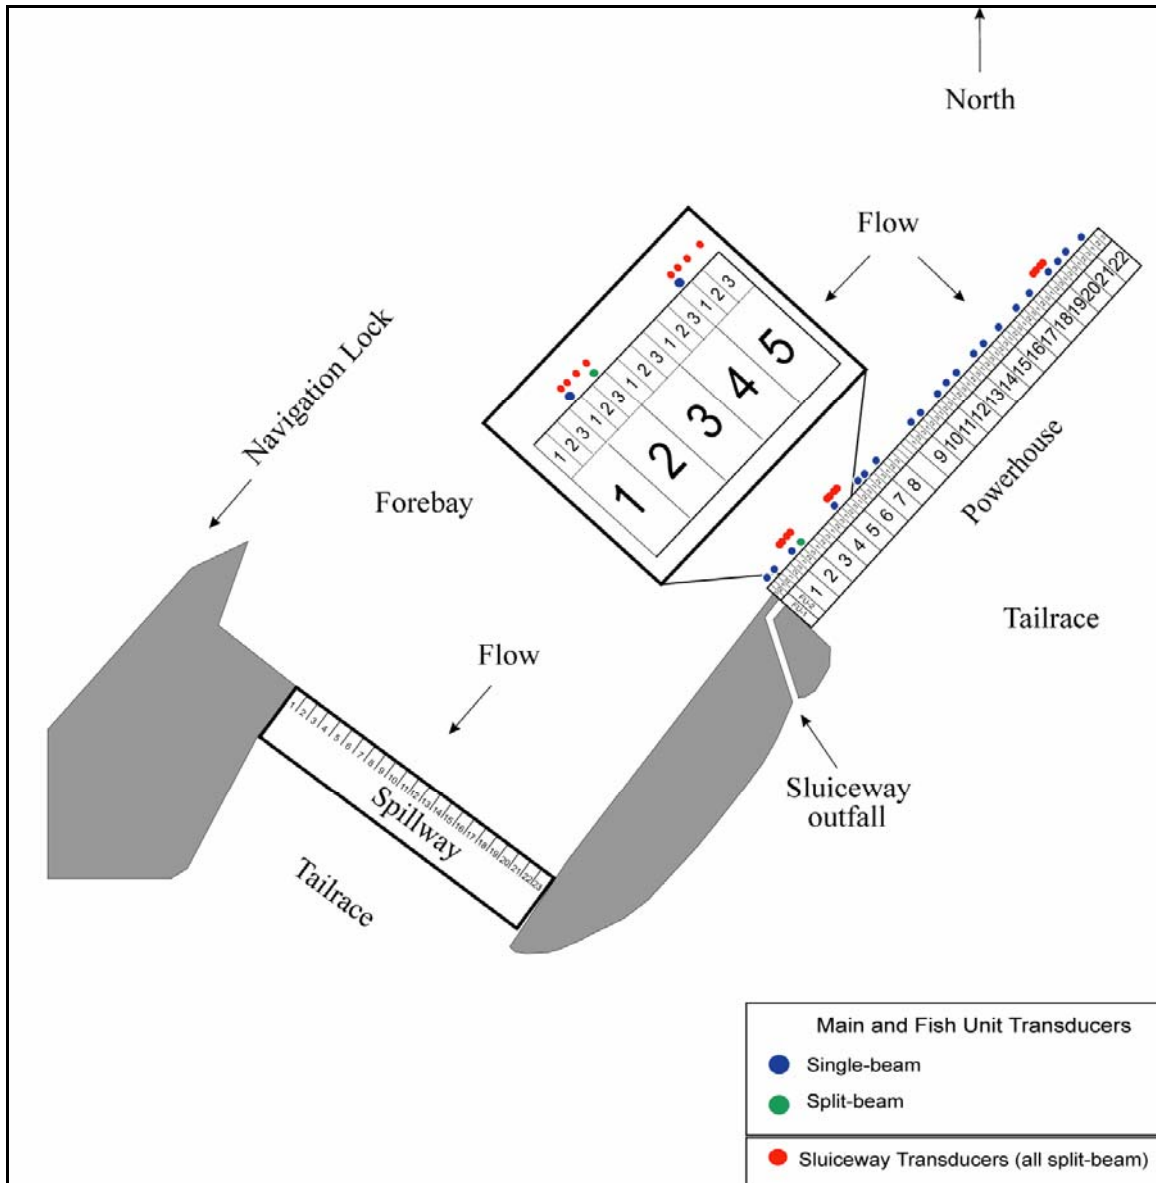 North
Flow
Navigation Lock
1 2 3 1 2 3 1 2 3 1 2 3 1 2 3
1 2 3 4 5
Forebay
FU-1 FU-2 1 2 3 4 5 6 7 8 9 10 11 12 13 14 15 16 17 18 19 20 21 22
Powerhouse
Tailrace
Flow
1 2 3 4 5 6 7 8 9 10 11 12 13 14 15 16 17 18 19 20 21 22 23
Spillway
Tailrace
Sluiceway
outfall
Main and Fish Unit Transducers
Single-beam
Split-beam
Sluiceway Transducers (all split-beam)